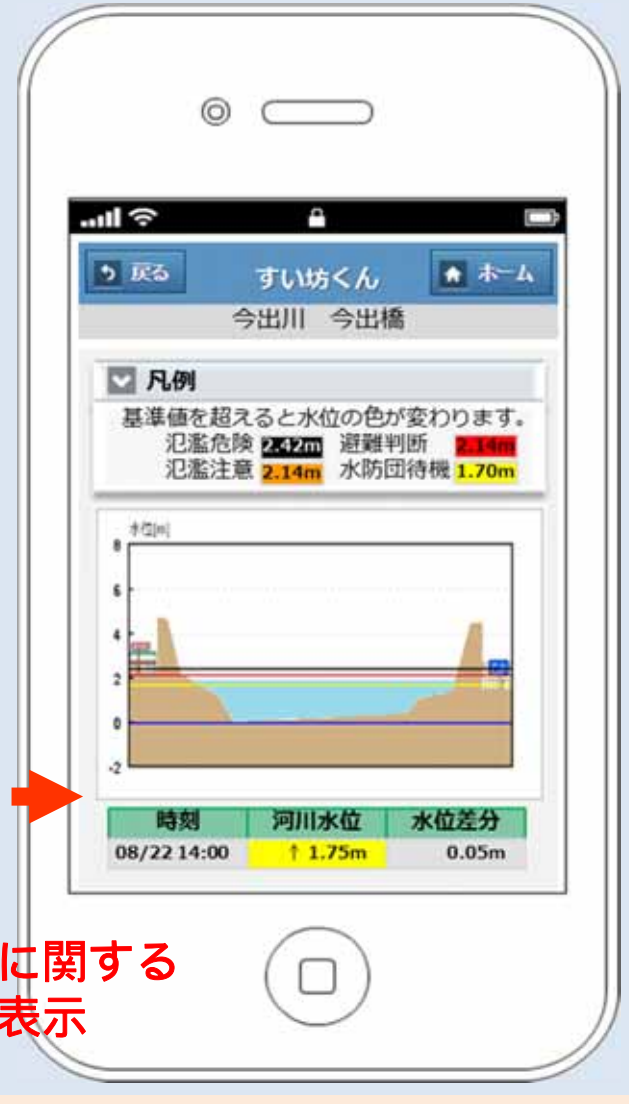 戻る すい坊くん ホーム
今出川 今出橋
凡例
基準値を超えると水位の色が変わります。
氾濫危険 2.42m 避難判断 2.14m
氾濫注意 2.14m 水防団待機 1.70m
水位[m]
8
6
4
2
0
-2
時刻 河川水位 水位差分
08/22 14:00 ↑ 1.75m 0.05m
に関する
表示